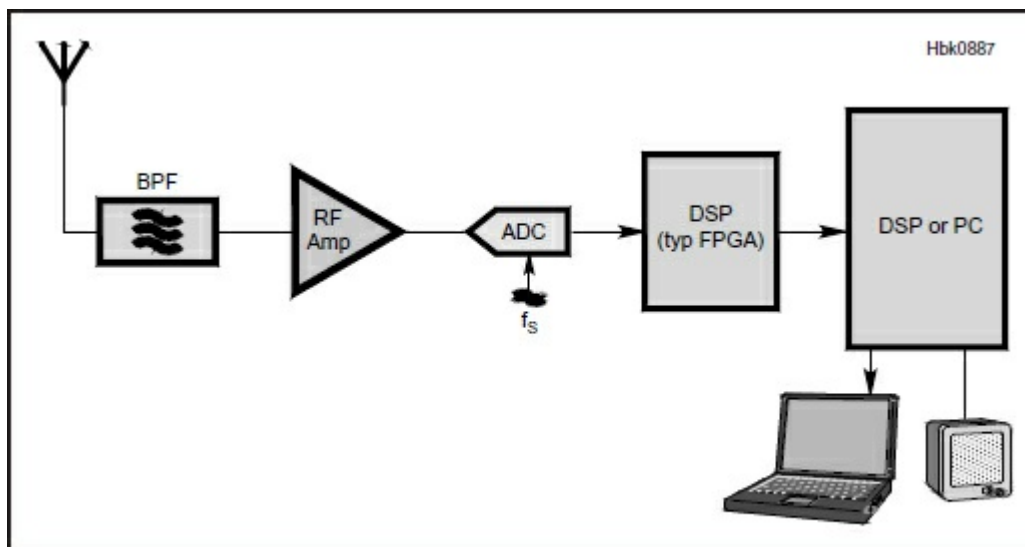 Hbk0887
BPF
RF
Amp
ADC
fS
DSP
(typ FPGA)
DSP or PC